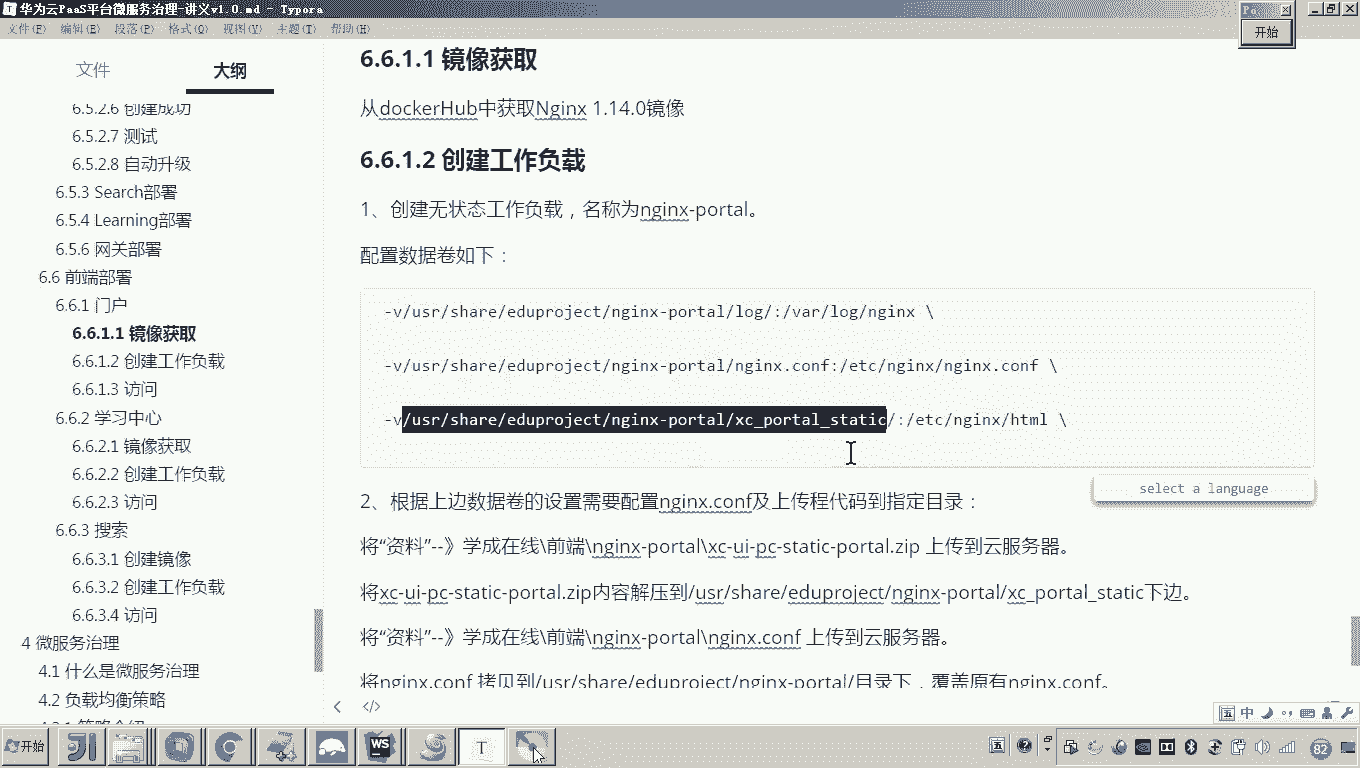 华为云PaaS平台微服务治理-讲义v1.0.md - Typora
文件(F) 编辑(E) 段落(P) 格式(O) 视图(V) 主题(T) 帮助(H)
开始
文件 大纲
6.5.2.6 创建成功
6.5.2.7 测试
6.5.2.8 自动升级
6.5.3 Search部署
6.5.4 Learning部署
6.5.6 网关部署
6.6 前端部署
6.6.1 门户
6.6.1.1 镜像获取
6.6.1.2 创建工作负载
6.6.1.3 访问
6.6.2 学习中心
6.6.2.1 镜像获取
6.6.2.2 创建工作负载
6.6.2.3 访问
6.6.3 搜索
6.6.3.1 创建镜像
6.6.3.2 创建工作负载
6.6.3.4 访问
4 微服务治理
4.1 什么是微服务治理
4.2 负载均衡策略
6.6.1.1 镜像获取
从dockerHub中获取Nginx 1.14.0镜像
6.6.1.2 创建工作负载
1、创建无状态工作负载，名称为nginx-portal。
配置数据卷如下：
-v/usr/share/eduproject/nginx-portal/log/:/var/log/nginx \
-v/usr/share/eduproject/nginx-portal/nginx.conf:/etc/nginx/nginx.conf \
-v/usr/share/eduproject/nginx-portal/xc_portal_static/:/etc/nginx/html \
select a language
2、根据上边数据卷的设置需要配置nginx.conf及上传程代码到指定目录：
将“资料”--》学成在线\前端\nginx-portal\xc-ui-pc-static-portal.zip 上传到云服务器。
将xc-ui-pc-static-portal.zip内容解压到/usr/share/eduproject/nginx-portal/xc_portal_static下边。
将“资料”--》学成在线\前端\nginx-portal\nginx.conf 上传到云服务器。
将nginx.conf 拷贝到/usr/share/eduproject/nginx-portal/目录下，覆盖原有nginx.conf。
</>
五 中
开始
WS
T
五
82